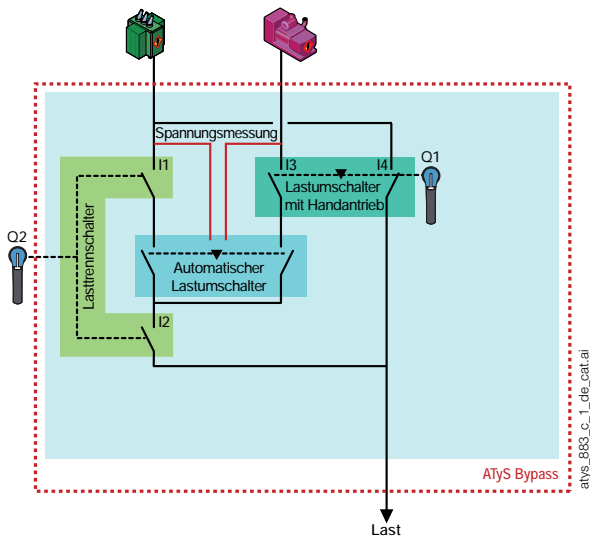 Spannungsmessung
I1
I3
I4
Q1
Lastumschalter
mit Handantrieb
Q2
Lasttrennschalter
Automatischer
Lastumschalter
I2
ATyS Bypass
Last
atys_883_c_1_de_cat.ai